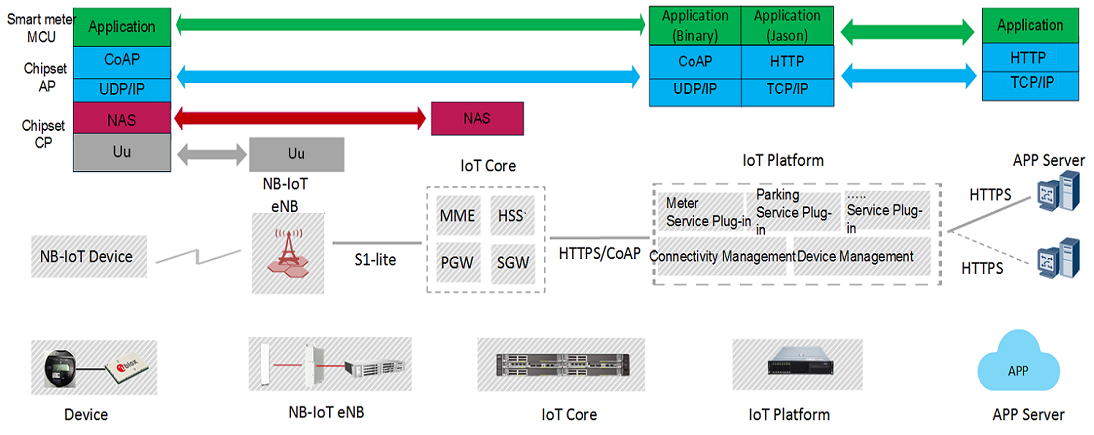 Smart meter
MCU
Application
Application
(Binary)
Application
(Jason)
Application
Chipset
AP
CoAP
CoAP
HTTP
HTTP
UDP/IP
UDP/IP
TCP/IP
TCP/IP
Chipset
CP
NAS
NAS
Uu
Uu
NB-IoT
eNB
IoT Core
IoT Platform
APP Server
NB-IoT Device
S1-lite
MME
HSS
PGW
SGW
HTTPS/CoAP
Meter
Service Plug-in
Parking
Service Plug-
in
.....
Service Plug-
in
Connectivity Management
Device Management
HTTPS
HTTPS
ublox
APP
Device
NB-IoT eNB
IoT Core
IoT Platform
APP Server